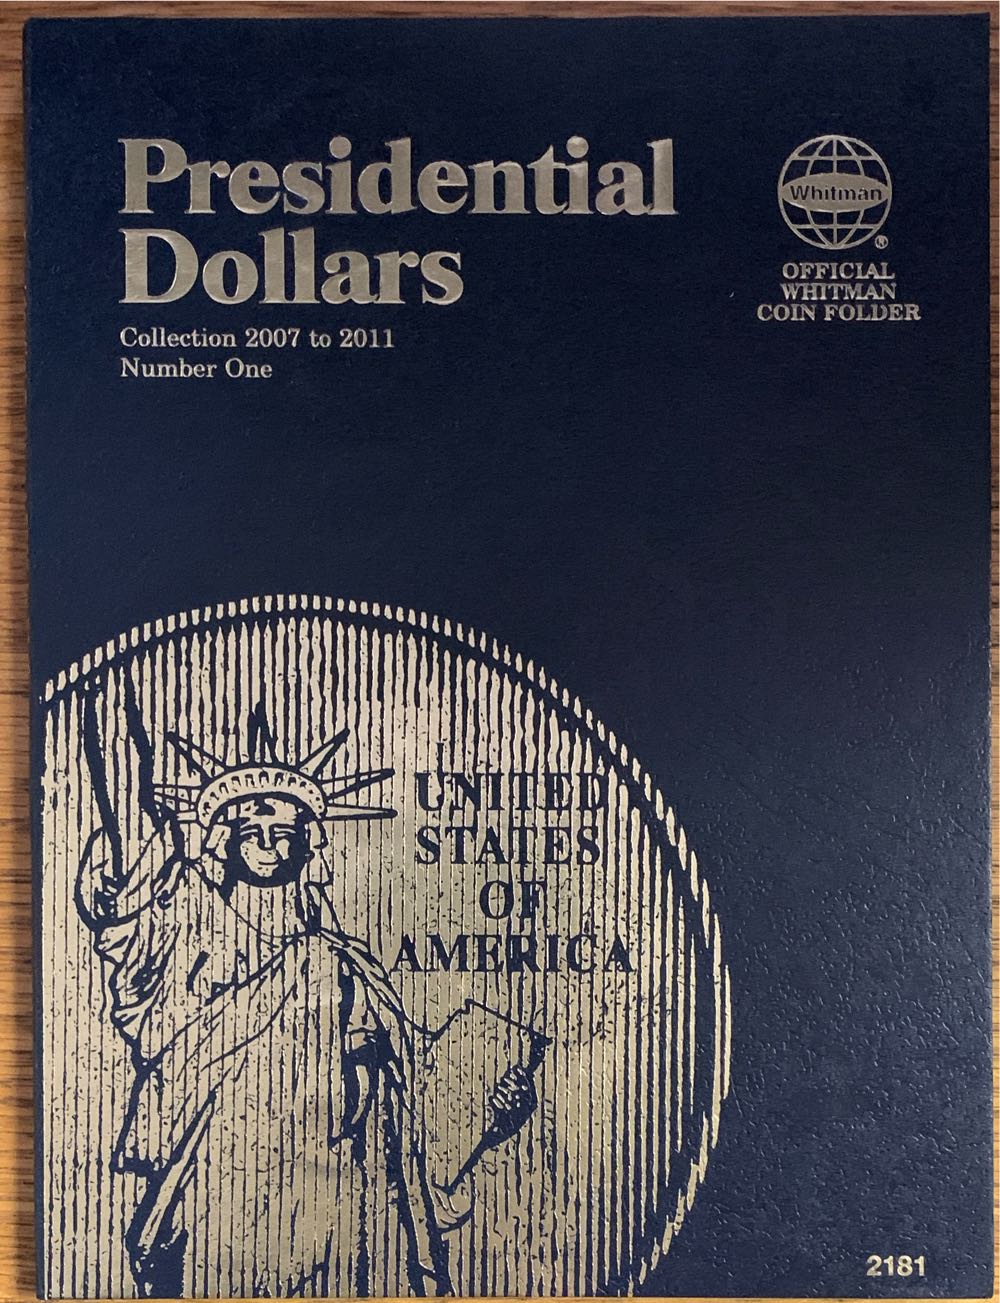 Presidential
Dollars
Collection 2007 to 2011
Number One
Whitman
®
OFFICIAL
WHITMAN
COIN FOLDER
UNITED
STATES
OF
AMERICA
2181